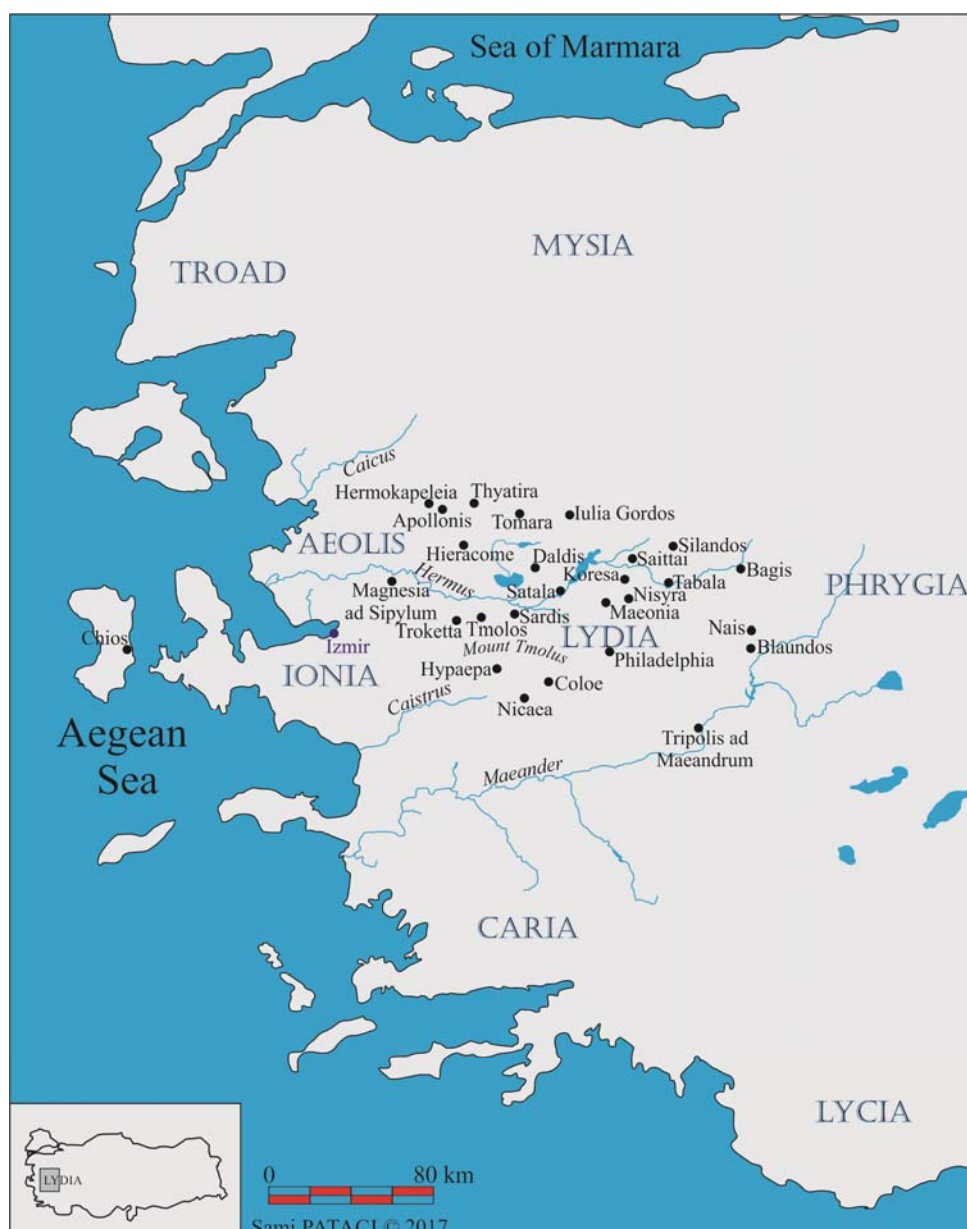 Sea of Marmara
MYSIA
TROAD
Caicus
Hermokapeleia
Thyatira
Apollonis
Tomara
Iulia Gordos
AEOLIS
Hieracome
Daldis
Saittai
Silandos
Hermus
Koresa
Tabala
Bagis
PHRYGIA
Magnesia
ad Sipylum
Satala
Nisyra
Maeonia
Sardis
Troketta
Tmolos
LYDIA
Nais
Chios
İzmir
Mount Tmolus
Philadelphia
Blaundos
IONIA
Hypaepa
Coloe
Caistrus
Nicaea
Aegean
Sea
Tripolis ad
Maeandrum
Maeander
CARIA
LYCIA
LYDIA
0
80 km
Sami PATACI © 2017